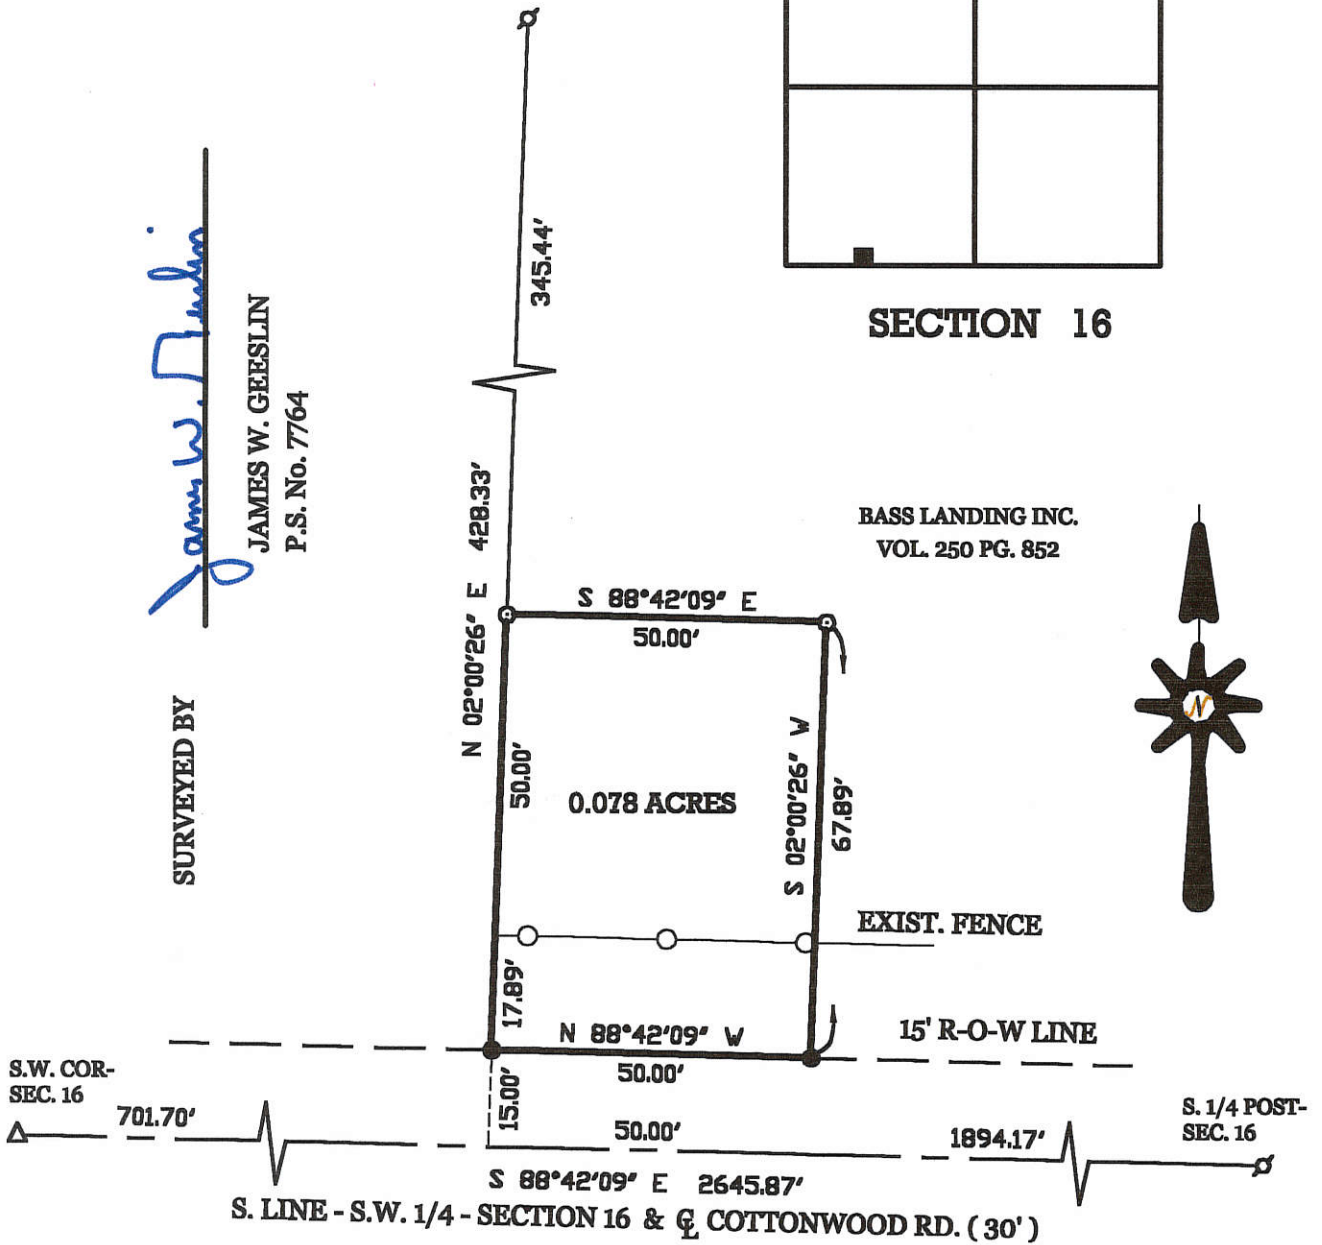 345.44'
SECTION 16
James W. Geeslin
JAMES W. GEESLIN
P.S. No. 7764
SURVEYED BY
BASS LANDING INC.
VOL. 250 PG. 852
N 02°00'26" E 428.33'
S 88°42'09" E
50.00'
50.00'
0.078 ACRES
S 02°00'26" W
67.89'
N
EXIST. FENCE
17.89'
N 88°42'09" W
50.00'
15' R-O-W LINE
S.W. COR-
SEC. 16
701.70'
15.00'
50.00'
1894.17'
S. 1/4 POST-
SEC. 16
S 88°42'09" E 2645.87'
S. LINE - S.W. 1/4 - SECTION 16 & ℄ COTTONWOOD RD. ( 30' )